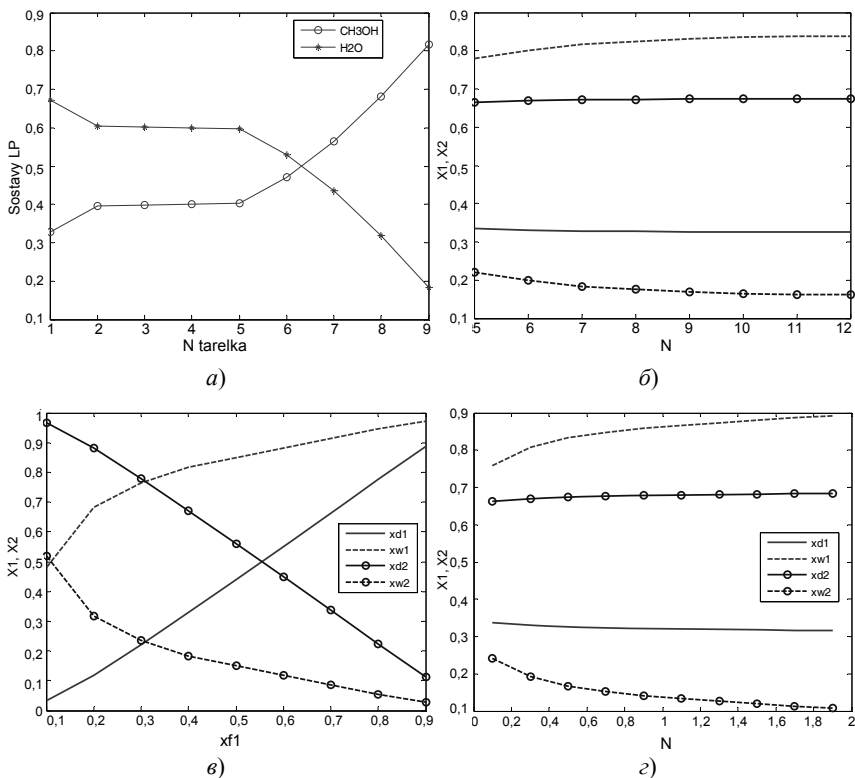 0,9
0,8
0,7
0,6
0,5
0,4
0,3
0,2
0,1
Sostavy LP
CH3OH
H2O
1 2 3 4 5 6 7 8 9
N tarelka
а)
0,9
0,8
0,7
0,6
0,5
0,4
0,3
0,2
0,1
X1, X2
5 6 7 8 9 10 11 12
N
б)
1
0,9
0,8
0,7
0,6
0,5
0,4
0,3
0,2
0,1
0
X1, X2
xd1
xw1
xd2
xw2
0,1 0,2 0,3 0,4 0,5 0,6 0,7 0,8 0,9
xf1
в)
0,9
0,8
0,7
0,6
0,5
0,4
0,3
0,2
0,1
X1, X2
xd1
xw1
xd2
xw2
0 0,2 0,4 0,6 0,8 1 1,2 1,4 1,6 1,8 2
N
г)